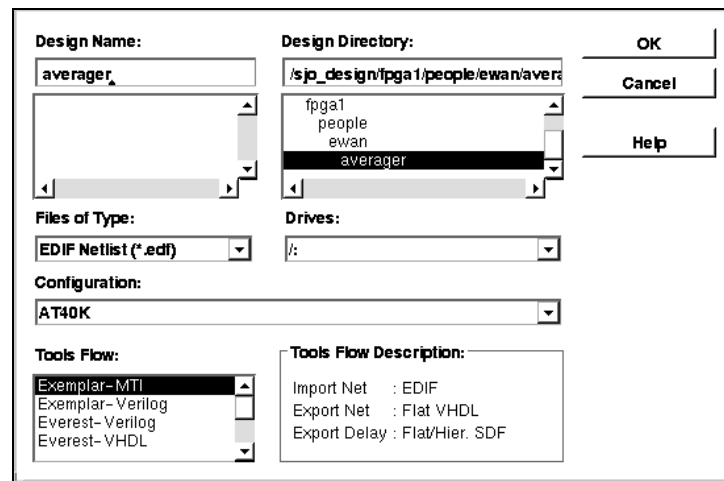 Design Name:
averager
Design Directory:
/sjo_design/fpga1/people/ewan/avera
OK
Cancel
Help
fpga1
people
ewan
averager
Files of Type:
EDIF Netlist (*.edf)
Drives:
/:
Configuration:
AT40K
Tools Flow:
Exemplar-MTI
Exemplar-Verilog
Everest-Verilog
Everest-VHDL
Tools Flow Description:
Import Net : EDIF
Export Net : Flat VHDL
Export Delay : Flat/Hier. SDF